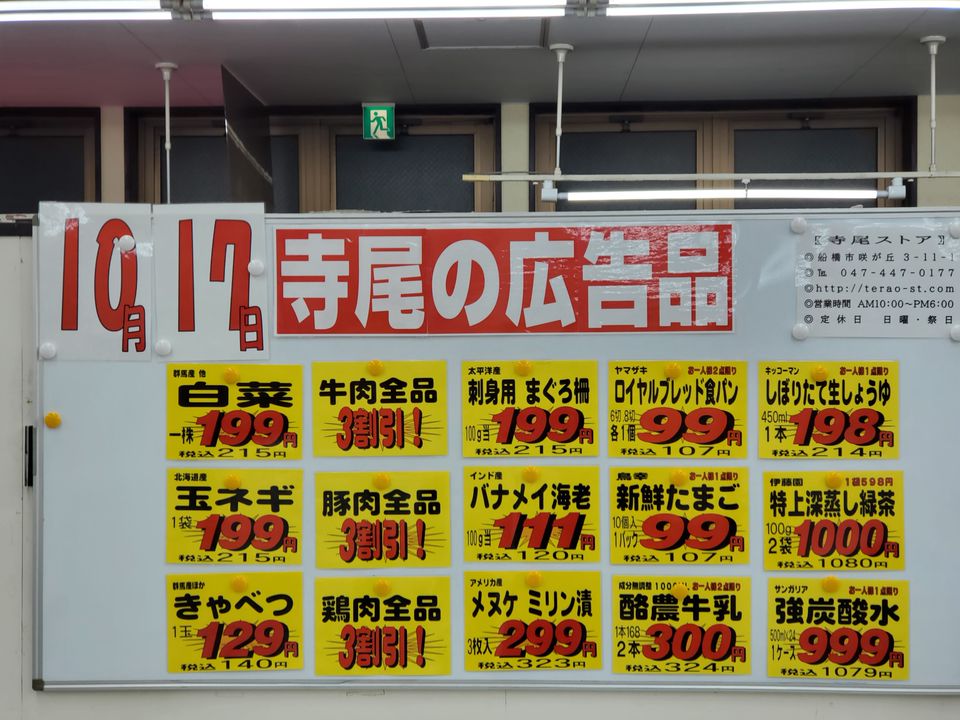 10月 17日
寺尾の広告品
【寺尾ストア】
◎船橋市咲が丘3-11-1
◎℡ 047-447-0177
◎http://terao-st.com
◎営業時間 AM10:00～PM6:00
◎定休日 日曜・祭日
群馬産 他
白菜
一株 199円
税込215円
牛肉全品
3割引!
太平洋産
刺身用 まぐろ柵
100g当 199円
税込215円
ヤマザキ お一人様2点限り
ロイヤルブレッド食パン
6切.8切
各1個 99円
税込107円
キッコーマン お一人様1点限り
しぼりたて生しょうゆ
450ml
1本 198円
税込214円
北海道産
玉ネギ
1袋 199円
税込215円
豚肉全品
3割引!
インド産
バナメイ海老
100g当 111円
税込120円
お一人様1点限り
新鮮たまご
10個入
1パック 99円
税込107円
伊藤園 1袋598円
特上深蒸し緑茶
100g
2袋 1000円
税込1080円
群馬産ほか
きゃべつ
1玉 129円
税込140円
鶏肉全品
3割引!
アメリカ産
メヌケ ミリン漬
3枚入 299円
税込323円
成分無調整 1000ml お一人様2点限り
酪農牛乳
1本168
2本 300円
税込324円
サンガリア お一人様1点限り
強炭酸水
500ml×24
1ケース 999円
税込1079円